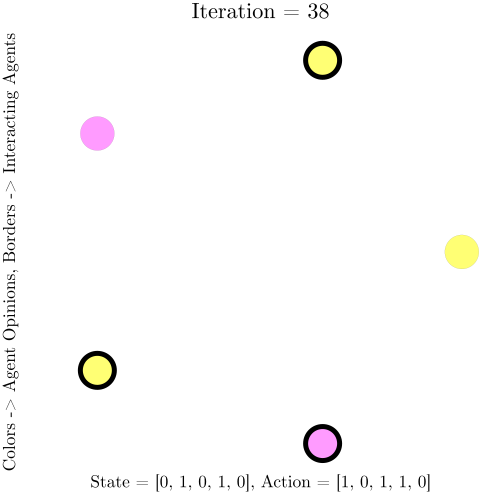 Iteration = 38
Colors -> Agent Opinions, Borders -> Interacting Agents
State = [0, 1, 0, 1, 0], Action = [1, 0, 1, 1, 0]